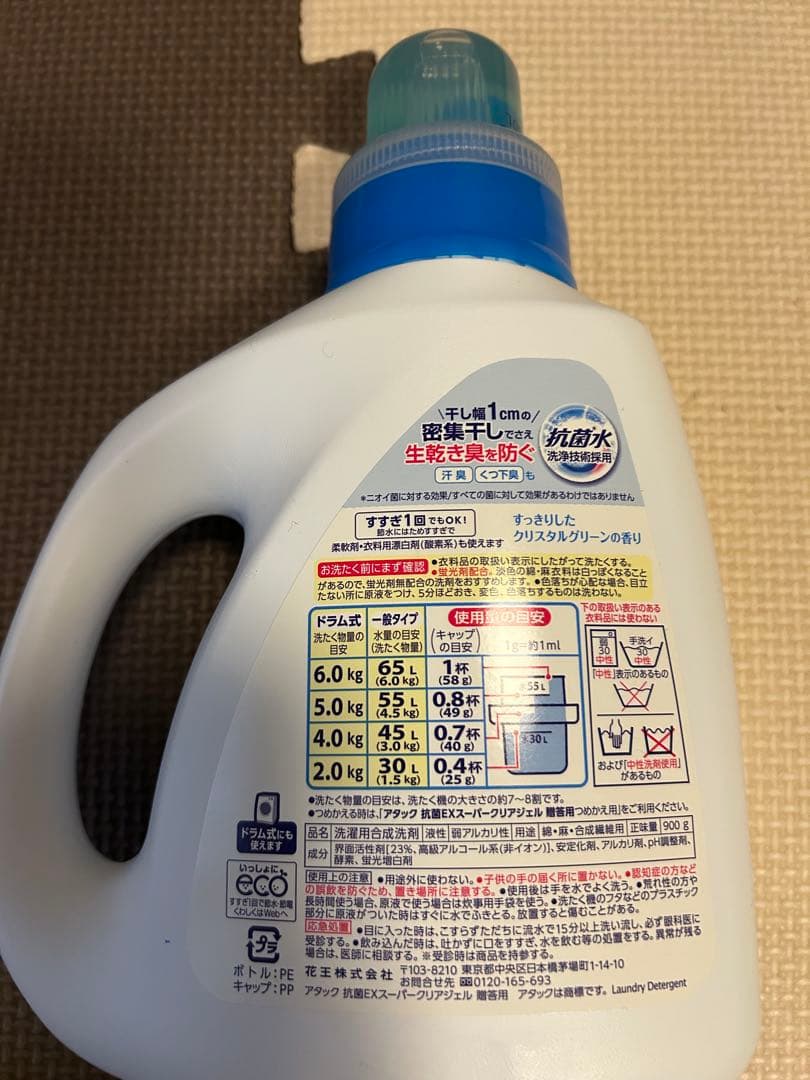 干し幅1cmの
密集干しでさえ
生乾き臭を防ぐ
汗臭 くつ下臭 も
抗菌水
洗浄技術採用
*ニオイ菌に対する効果/すべての菌に対して効果があるわけではありません
すすぎ1回でもOK!
節水にはためすすぎで
柔軟剤・衣料用漂白剤(酸素系)も使えます
すっきりした
クリスタルグリーンの香り
お洗たく前にまず確認 ●衣料品の取扱い表示にしたがって洗たくする。
●蛍光剤配合。淡色の綿・麻衣料は白っぽくなること
があるので、蛍光剤無配合の洗剤をおすすめします。●色落ちが心配な場合、目立
たない所に原液をつけ、5分ほどおき、変色、色落ちするものは洗わない。
ドラム式
洗たく物量の
目安
一般タイプ
水量の目安
(洗たく物量)
使用量の目安
(キャップ
の目安)
1g=約1ml
6.0kg 65L (6.0kg) 1杯 (58g)
5.0kg 55L (4.5kg) 0.8杯 (49g)
4.0kg 45L (3.0kg) 0.7杯 (40g)
2.0kg 30L (1.5kg) 0.4杯 (25g)
55L
30L
下の取扱い表示のある
衣料品には使わない
弱
30
中性
手洗イ
30
中性
「中性」表示のあるもの
および「中性洗剤使用」
があるもの
●洗たく物量の目安は、洗たく機の大きさの約7〜8割です。
●つめかえる時は、「アタック 抗菌EXスーパークリアジェル 贈答用つめかえ用」をご利用ください。
品名 洗濯用合成洗剤 液性 弱アルカリ性 用途 綿・麻・合成繊維用 正味量 900g
成分 界面活性剤[23%、高級アルコール系(非イオン)]、安定化剤、アルカリ剤、pH調整剤、
酵素、蛍光増白剤
使用上の注意 ●用途外に使わない。●子供の手の届く所に置かない。●認知症の方など
の誤飲を防ぐため、置き場所に注意する。●使用後は手を水でよく洗う。●荒れ性の方や
長時間使う場合、原液で使う場合は炊事用手袋を使う。●洗たく機のフタなどのプラスチック
部分に原液がついた時はすぐに水でふきとる。放置すると傷むことがある。
応急処置 ●目に入った時は、こすらずただちに流水で15分以上洗い流し、必ず眼科医に
受診する。●飲み込んだ時は、吐かずに口をすすぎ、水を飲む等の処置をする。異常が残る
場合は、医師に相談する。※受診時は商品を持参する。
花王株式会社 〒103-8210 東京都中央区日本橋茅場町1-14-10
お問合せ先 0120-165-693
アタック 抗菌EXスーパークリアジェル 贈答用 アタックは商標です。 Laundry Detergent
ドラム式にも
使えます
いっしょに
eco
すすぎ1回で節水・節電
くわしくはWebへ
プラ
ボトル:PE
キャップ:PP